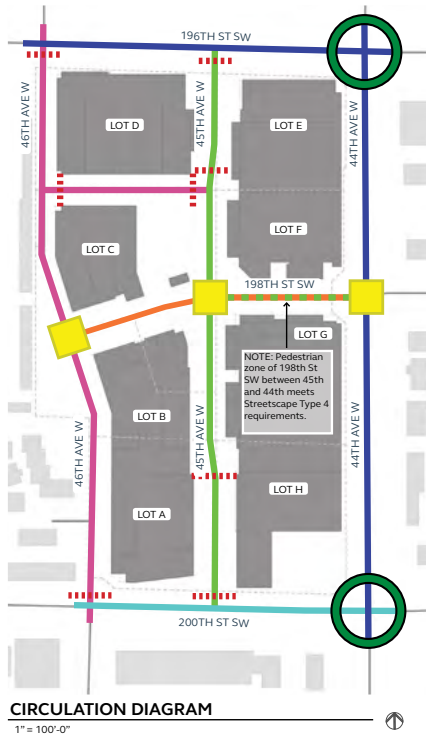 196TH ST SW
46TH AVE W
45TH AVE W
44TH AVE W
LOT D
LOT E
LOT F
LOT C
198TH ST SW
LOT G
NOTE: Pedestrian
zone of 198th St
SW between 45th
and 44th meets
Streetscape Type 4
requirements.
LOT B
46TH AVE W
45TH AVE W
44TH AVE W
LOT A
LOT H
200TH ST SW
CIRCULATION DIAGRAM
1" = 100'-0"